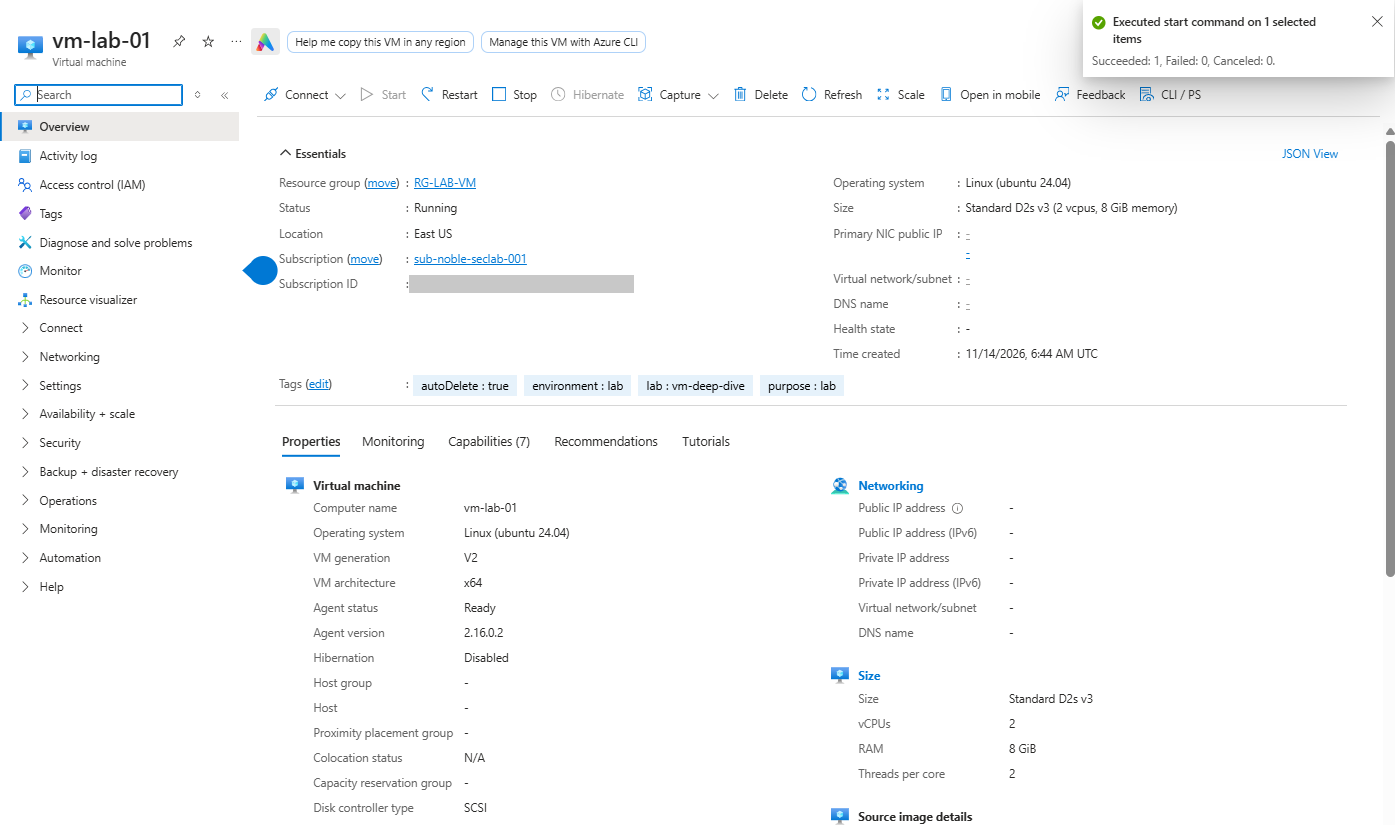 vm-lab-01
Virtual machine
Help me copy this VM in any region
Manage this VM with Azure CLI
Executed start command on 1 selected
items
Succeeded: 1, Failed: 0, Canceled: 0.
Search
Connect Start Restart Stop Hibernate Capture Delete Refresh Scale Open in mobile Feedback CLI / PS
Overview
Activity log
Access control (IAM)
Tags
Diagnose and solve problems
Monitor
Resource visualizer
Connect
Networking
Settings
Availability + scale
Security
Backup + disaster recovery
Operations
Monitoring
Automation
Help
Essentials
JSON View
Resource group (move) : RG-LAB-VM
Status : Running
Location : East US
Subscription (move) : sub-noble-seclab-001
Subscription ID :
Operating system : Linux (ubuntu 24.04)
Size : Standard D2s v3 (2 vcpus, 8 GiB memory)
Primary NIC public IP : -
-
Virtual network/subnet : -
DNS name : -
Health state : -
Time created : 11/14/2026, 6:44 AM UTC
Tags (edit) : autoDelete : true environment : lab lab : vm-deep-dive purpose : lab
Properties Monitoring Capabilities (7) Recommendations Tutorials
Virtual machine
Computer name vm-lab-01
Operating system Linux (ubuntu 24.04)
VM generation V2
VM architecture x64
Agent status Ready
Agent version 2.16.0.2
Hibernation Disabled
Host group -
Host -
Proximity placement group -
Colocation status N/A
Capacity reservation group -
Disk controller type SCSI
Networking
Public IP address -
Public IP address (IPv6) -
Private IP address -
Private IP address (IPv6) -
Virtual network/subnet -
DNS name -
Size
Size Standard D2s v3
vCPUs 2
RAM 8 GiB
Threads per core 2
Source image details